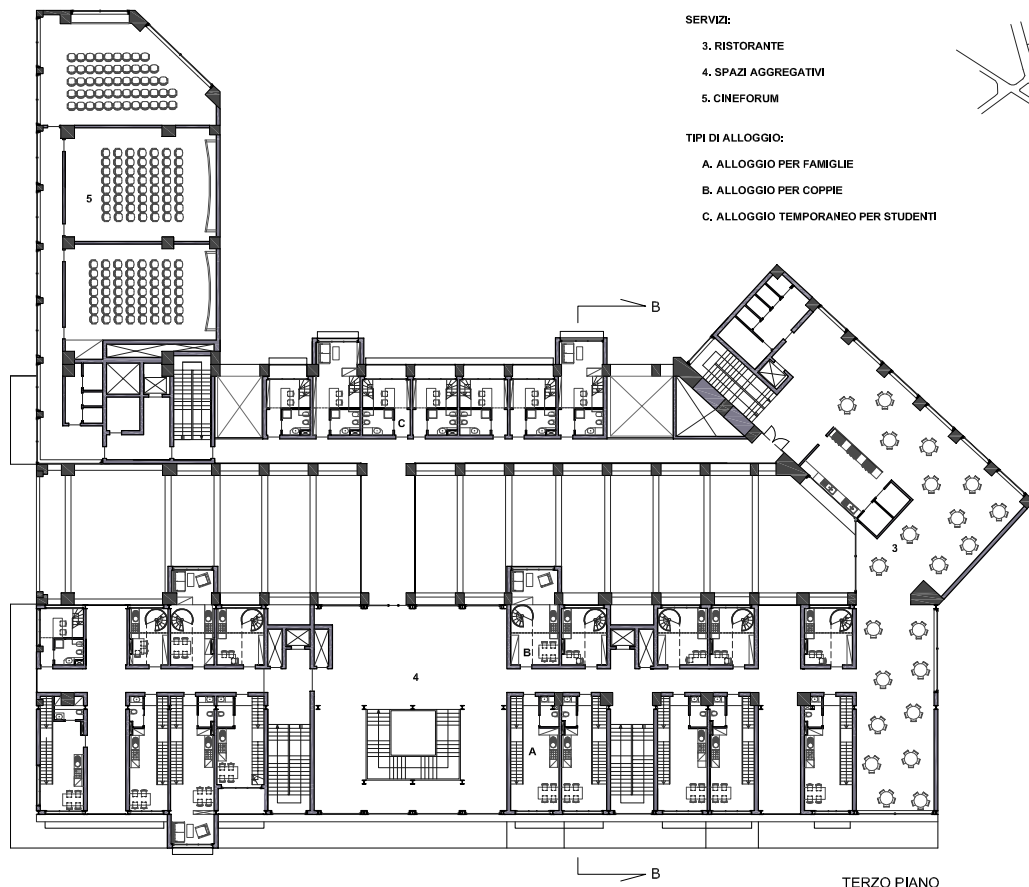 SERVIZI:
3. RISTORANTE
4. SPAZI AGGREGATIVI
5. CINEFORUM
TIPI DI ALLOGGIO:
A. ALLOGGIO PER FAMIGLIE
B. ALLOGGIO PER COPPIE
C. ALLOGGIO TEMPORANEO PER STUDENTI
5
B
C
3
B
4
A
B
TERZO PIANO